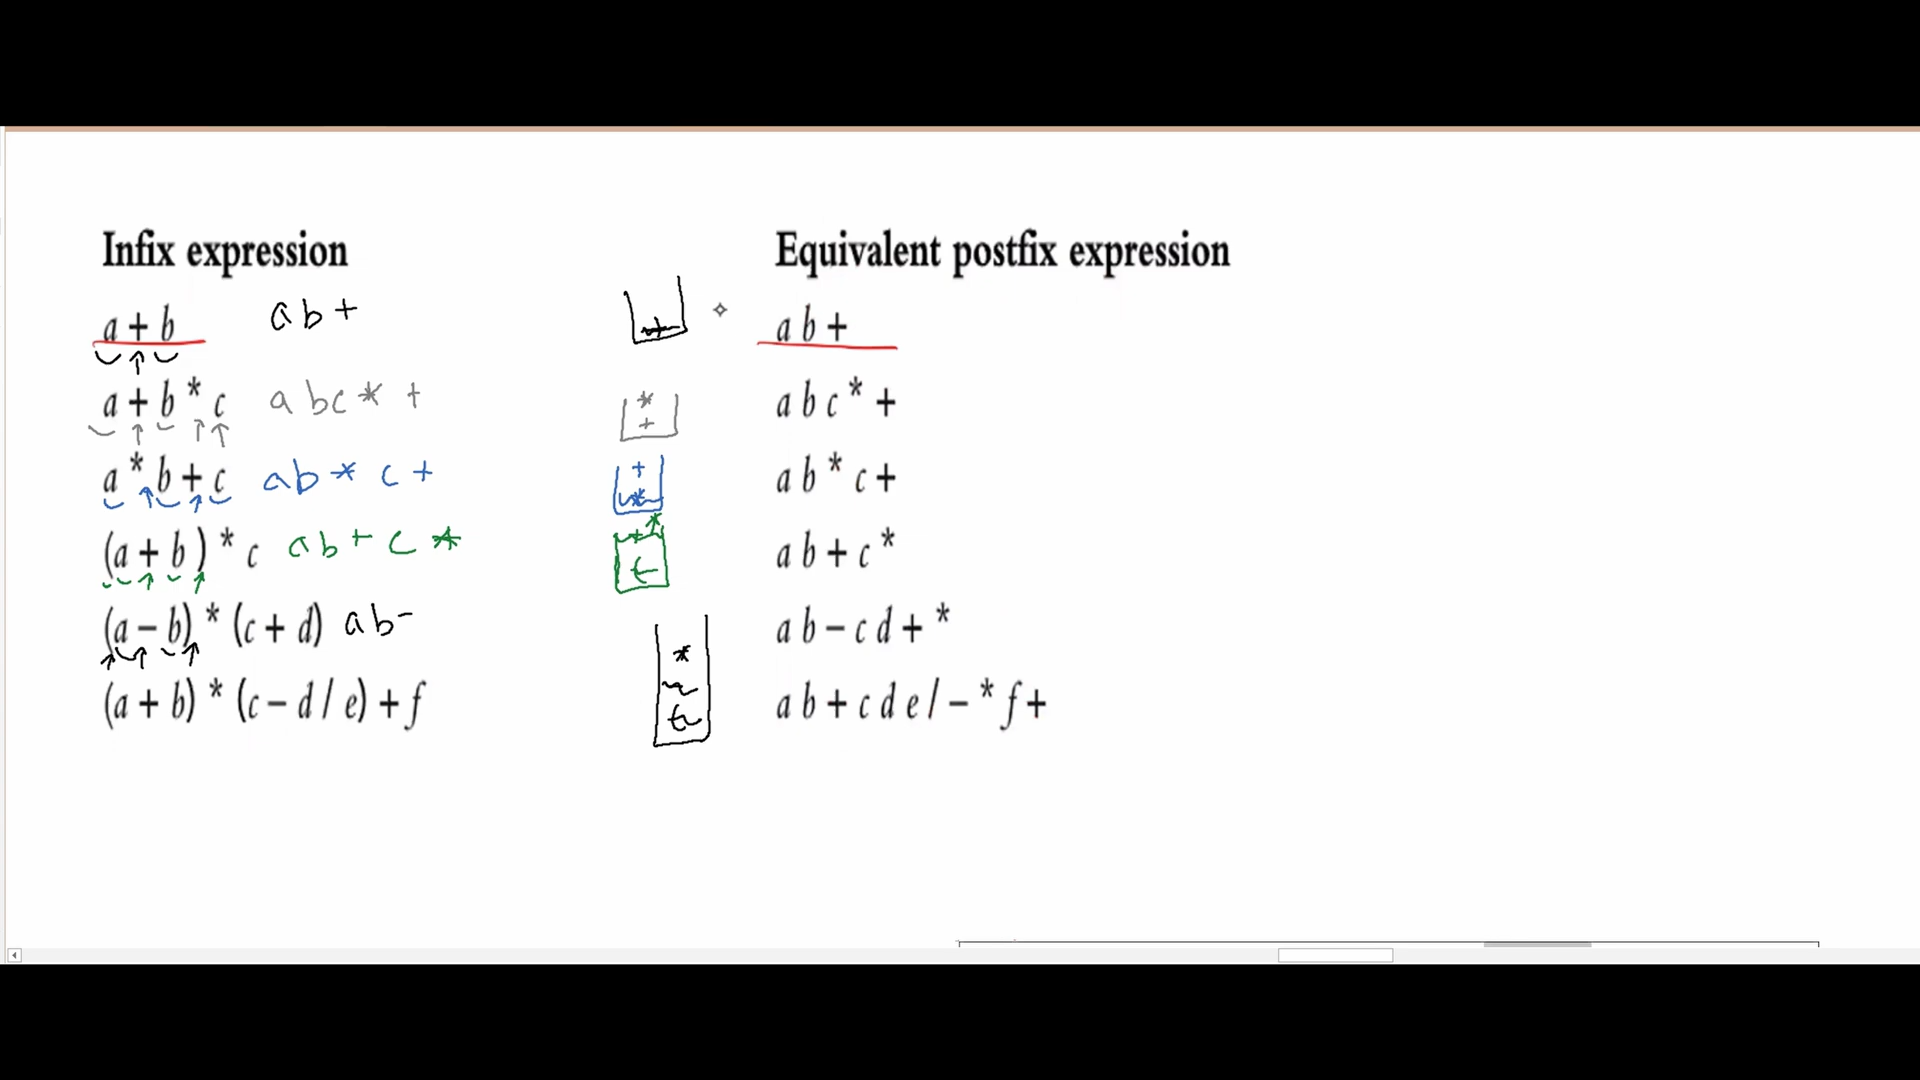 Infix expression Equivalent postfix expression
a + b ab+ + ab+
a + b * c abc* + * + abc*+
a * b + c ab* c+ + * ab*c+
(a + b) * c ab+ c * + * ( ab+c*
(a − b) * (c + d) ab- * ab−cd+*
(a + b) * (c − d / e) + f ( ab+cde/−*f+